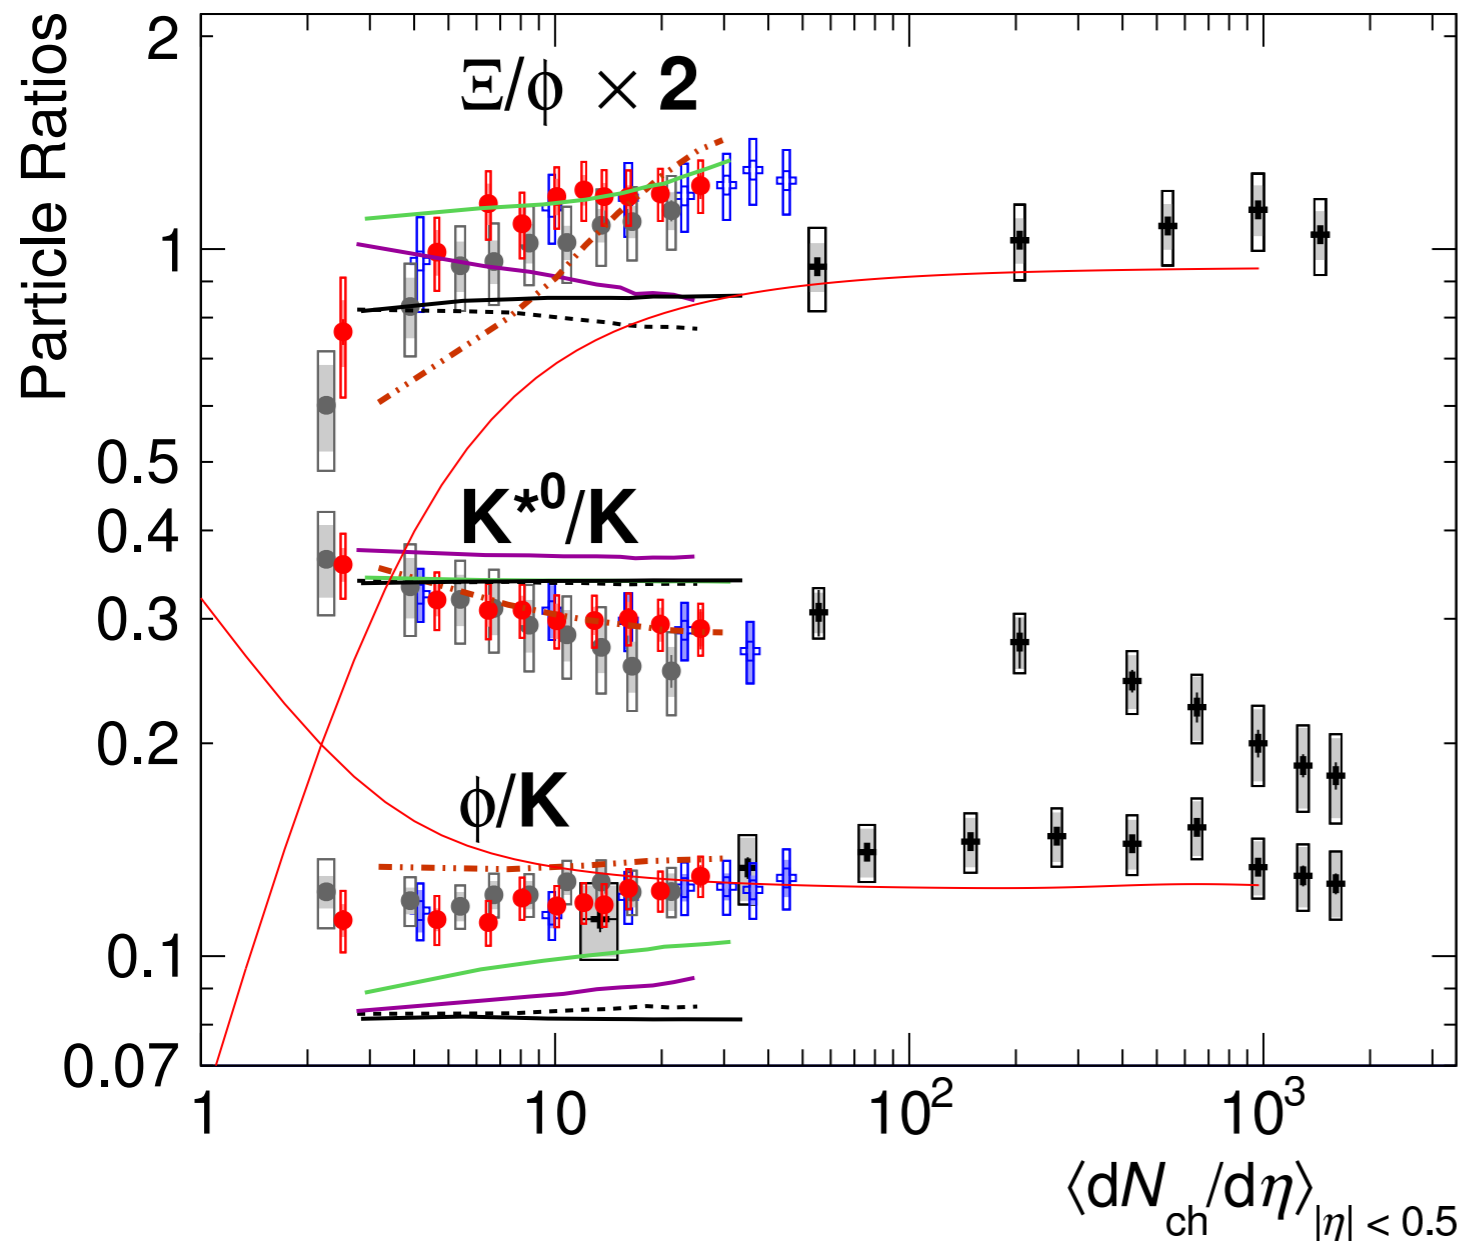 Particle Ratios
2
Ξ/ϕ × 2
1
0.5
0.4
K*⁰/K
0.3
0.2
ϕ/K
0.1
0.07
1 10 10² 10³
⟨dN_ch/dη⟩_|η| < 0.5